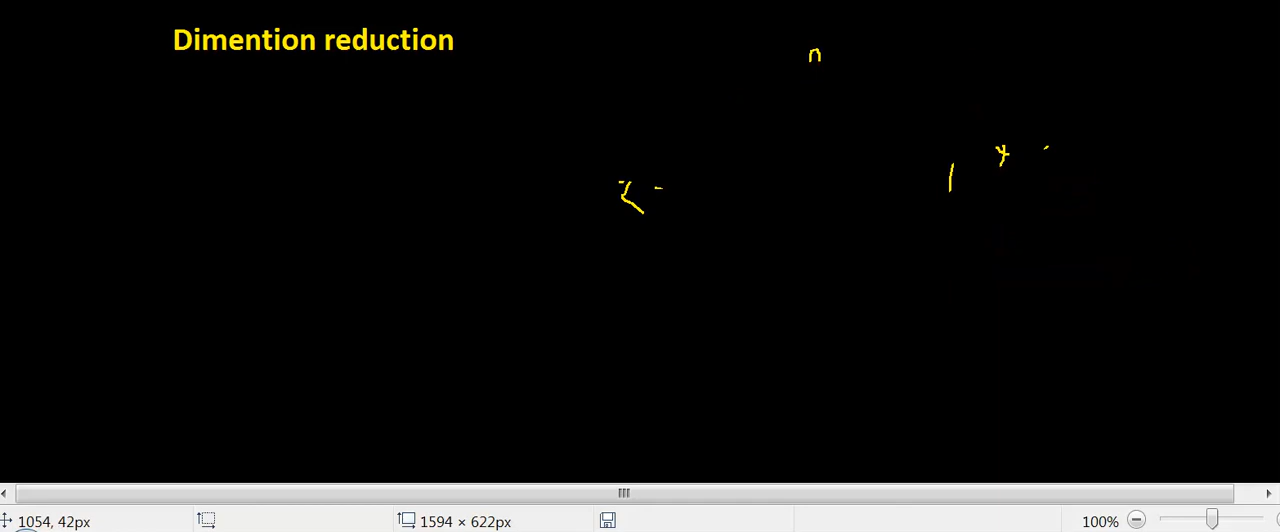 Dimention reduction
n
1054, 42px
1594 × 622px
100%